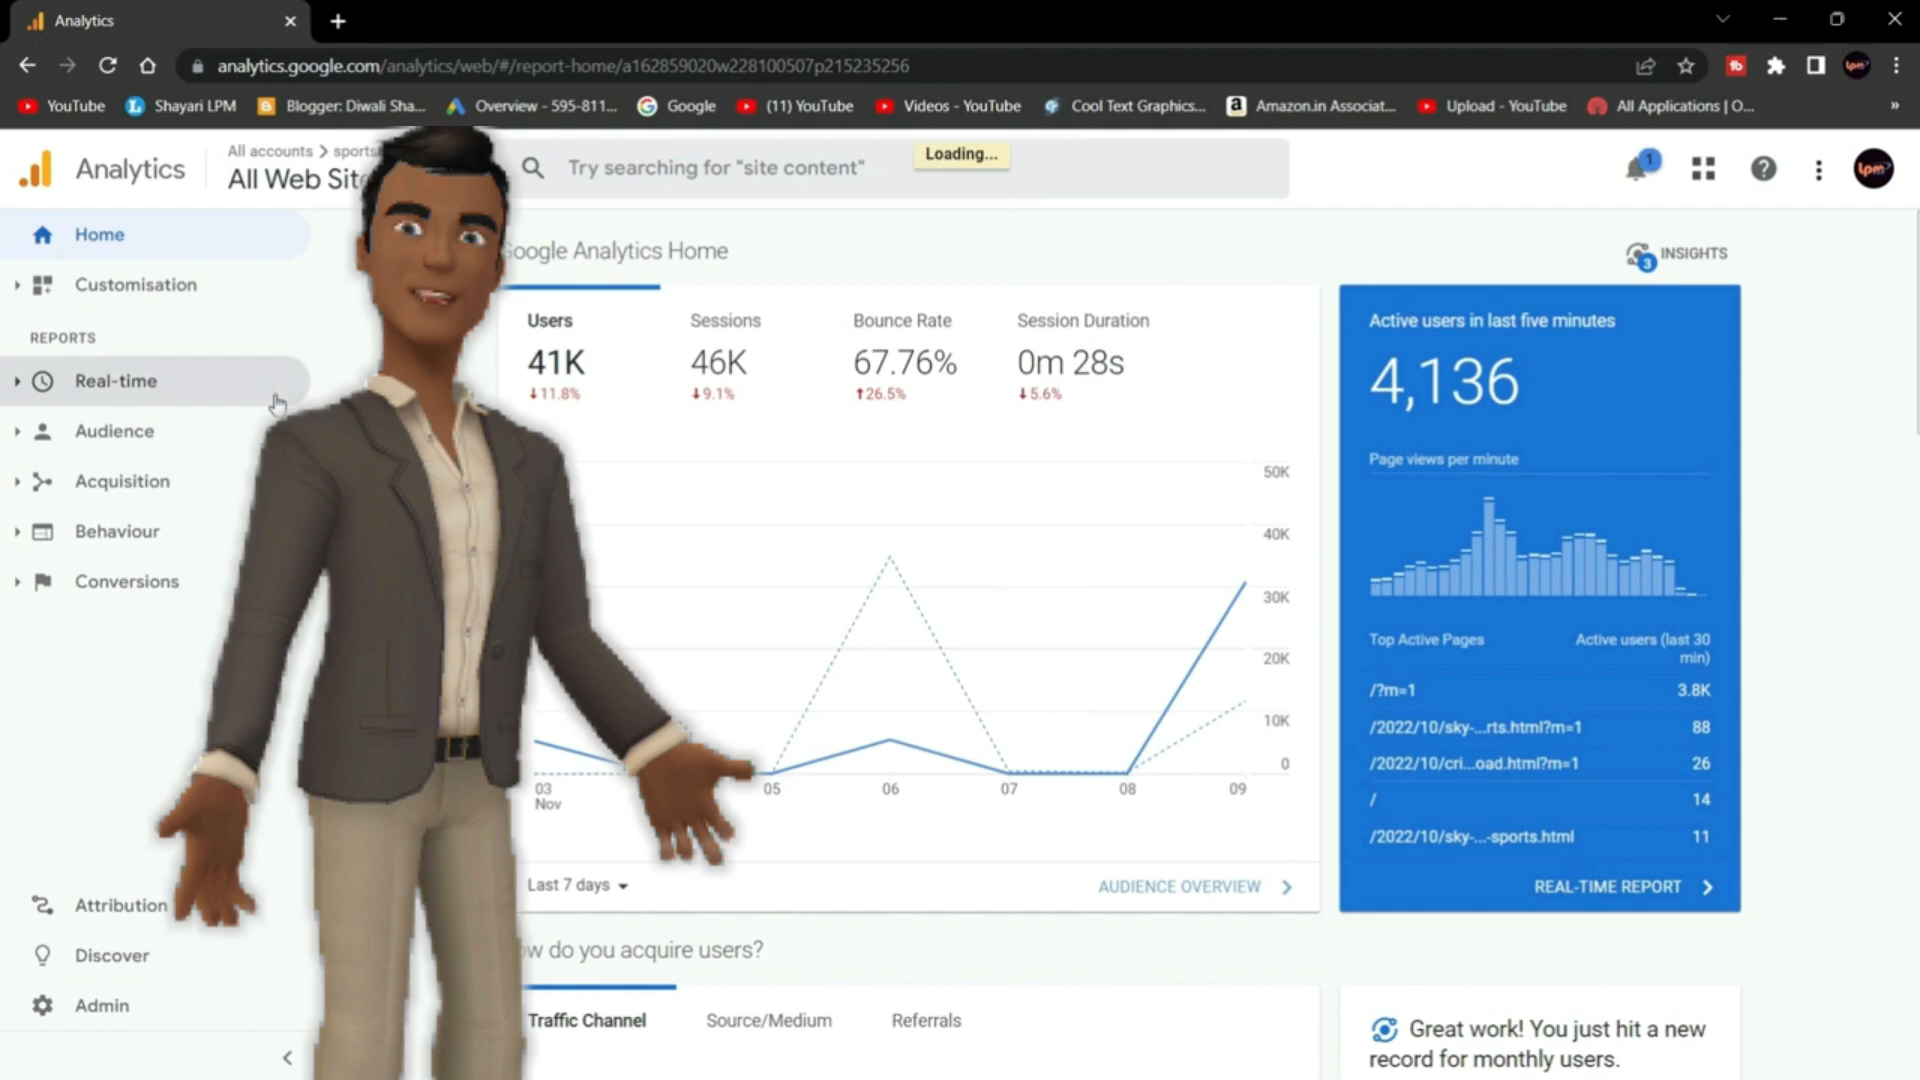 Analytics
analytics.google.com/analytics/web/#/report-home/a162859020w228100507p215235256
YouTube
Shayari LPM
Blogger: Diwali Sha...
Overview - 595-811...
Google
(11) YouTube
Videos - YouTube
Cool Text Graphics...
Amazon.in Associat...
Upload - YouTube
All Applications | O...
»
Analytics
All accounts > sports
All Web Sit
Try searching for "site content"
Loading...
1
lpm
Home
Customisation
REPORTS
Real-time
Audience
Acquisition
Behaviour
Conversions
Attribution
Discover
Admin
Google Analytics Home
INSIGHTS
3
Users
41K
↓11.8%
Sessions
46K
↓9.1%
Bounce Rate
67.76%
↑26.5%
Session Duration
0m 28s
↓5.6%
50K
40K
30K
20K
10K
0
03
Nov
05
06
07
08
09
Last 7 days
AUDIENCE OVERVIEW
Active users in last five minutes
4,136
Page views per minute
Top Active Pages
Active users (last 30
min)
/?m=1 3.8K
/2022/10/sky-...rts.html?m=1 88
/2022/10/cri...oad.html?m=1 26
/ 14
/2022/10/sky-...-sports.html 11
REAL-TIME REPORT
ow do you acquire users?
Traffic Channel
Source/Medium
Referrals
Great work! You just hit a new
record for monthly users.